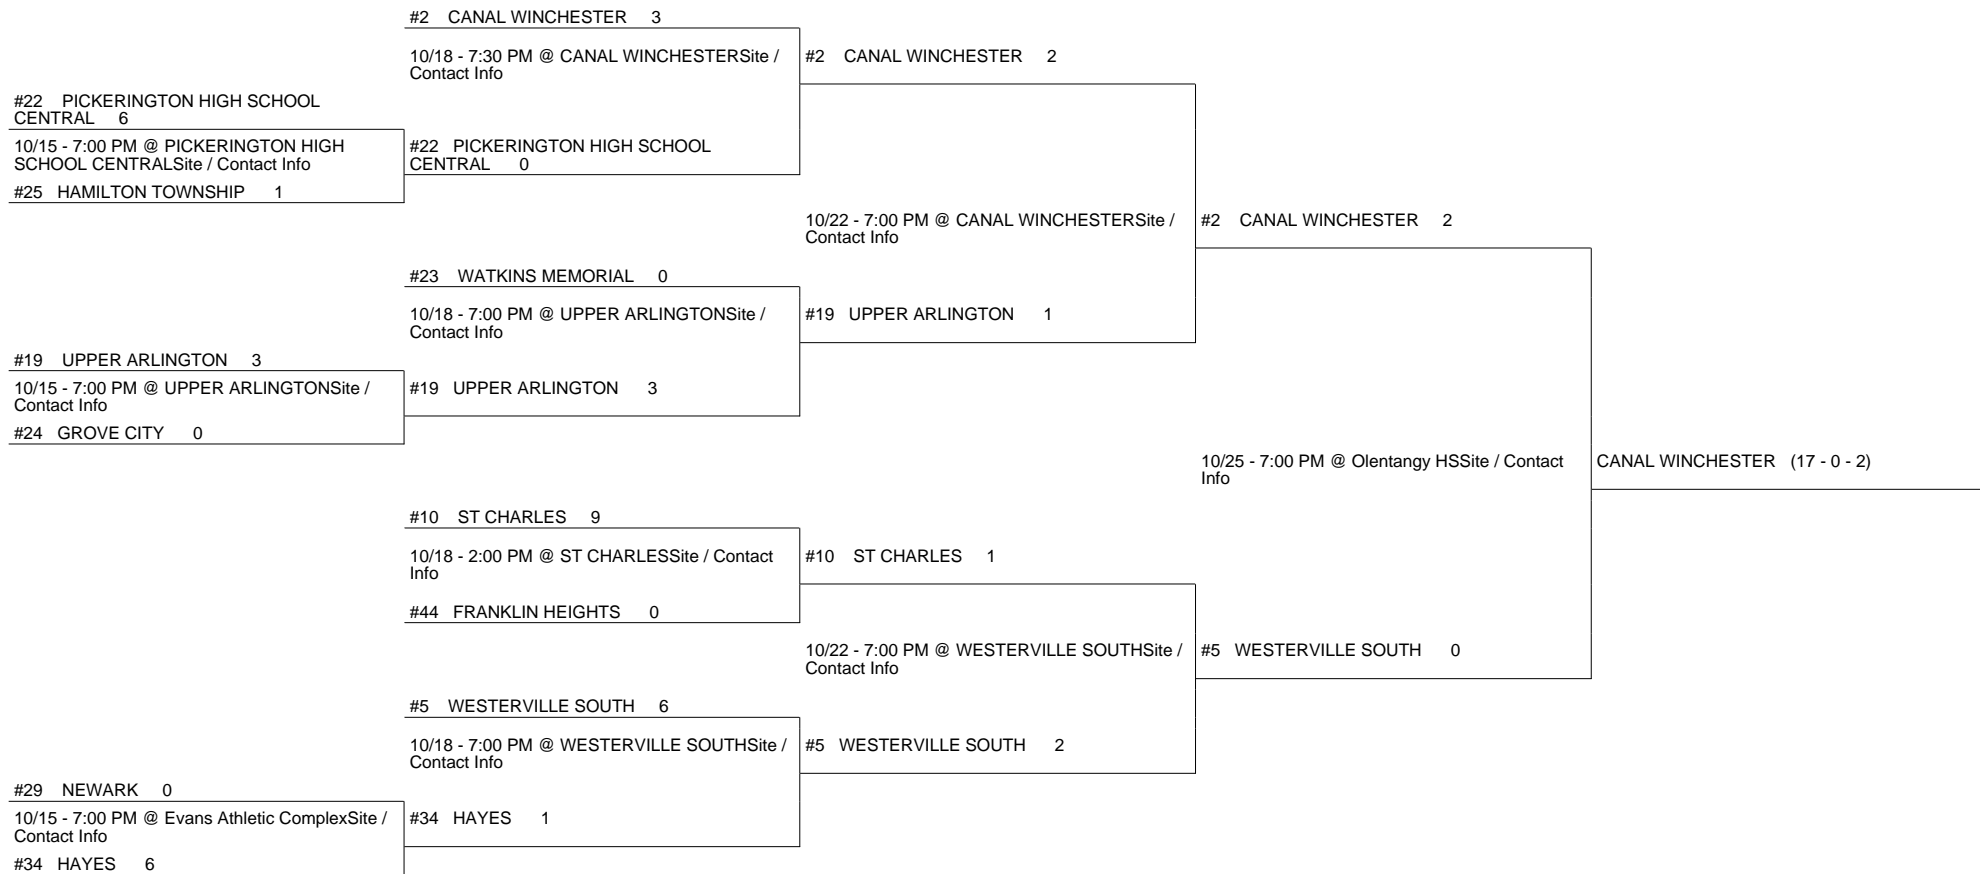 #2 CANAL WINCHESTER 3
10/18 - 7:30 PM @ CANAL WINCHESTERSite /
Contact Info
#2 CANAL WINCHESTER 2
#22 PICKERINGTON HIGH SCHOOL
CENTRAL 6
10/15 - 7:00 PM @ PICKERINGTON HIGH
SCHOOL CENTRALSite / Contact Info
#25 HAMILTON TOWNSHIP 1
#22 PICKERINGTON HIGH SCHOOL
CENTRAL 0
10/22 - 7:00 PM @ CANAL WINCHESTERSite /
Contact Info
#2 CANAL WINCHESTER 2
#23 WATKINS MEMORIAL 0
10/18 - 7:00 PM @ UPPER ARLINGTONSite /
Contact Info
#19 UPPER ARLINGTON 1
#19 UPPER ARLINGTON 3
10/15 - 7:00 PM @ UPPER ARLINGTONSite /
Contact Info
#24 GROVE CITY 0
#19 UPPER ARLINGTON 3
10/25 - 7:00 PM @ Olentangy HSSite / Contact
Info
CANAL WINCHESTER (17 - 0 - 2)
#10 ST CHARLES 9
10/18 - 2:00 PM @ ST CHARLESSite / Contact
Info
#10 ST CHARLES 1
#44 FRANKLIN HEIGHTS 0
10/22 - 7:00 PM @ WESTERVILLE SOUTHSite /
Contact Info
#5 WESTERVILLE SOUTH 0
#5 WESTERVILLE SOUTH 6
10/18 - 7:00 PM @ WESTERVILLE SOUTHSite /
Contact Info
#5 WESTERVILLE SOUTH 2
#29 NEWARK 0
10/15 - 7:00 PM @ Evans Athletic ComplexSite /
Contact Info
#34 HAYES 6
#34 HAYES 1